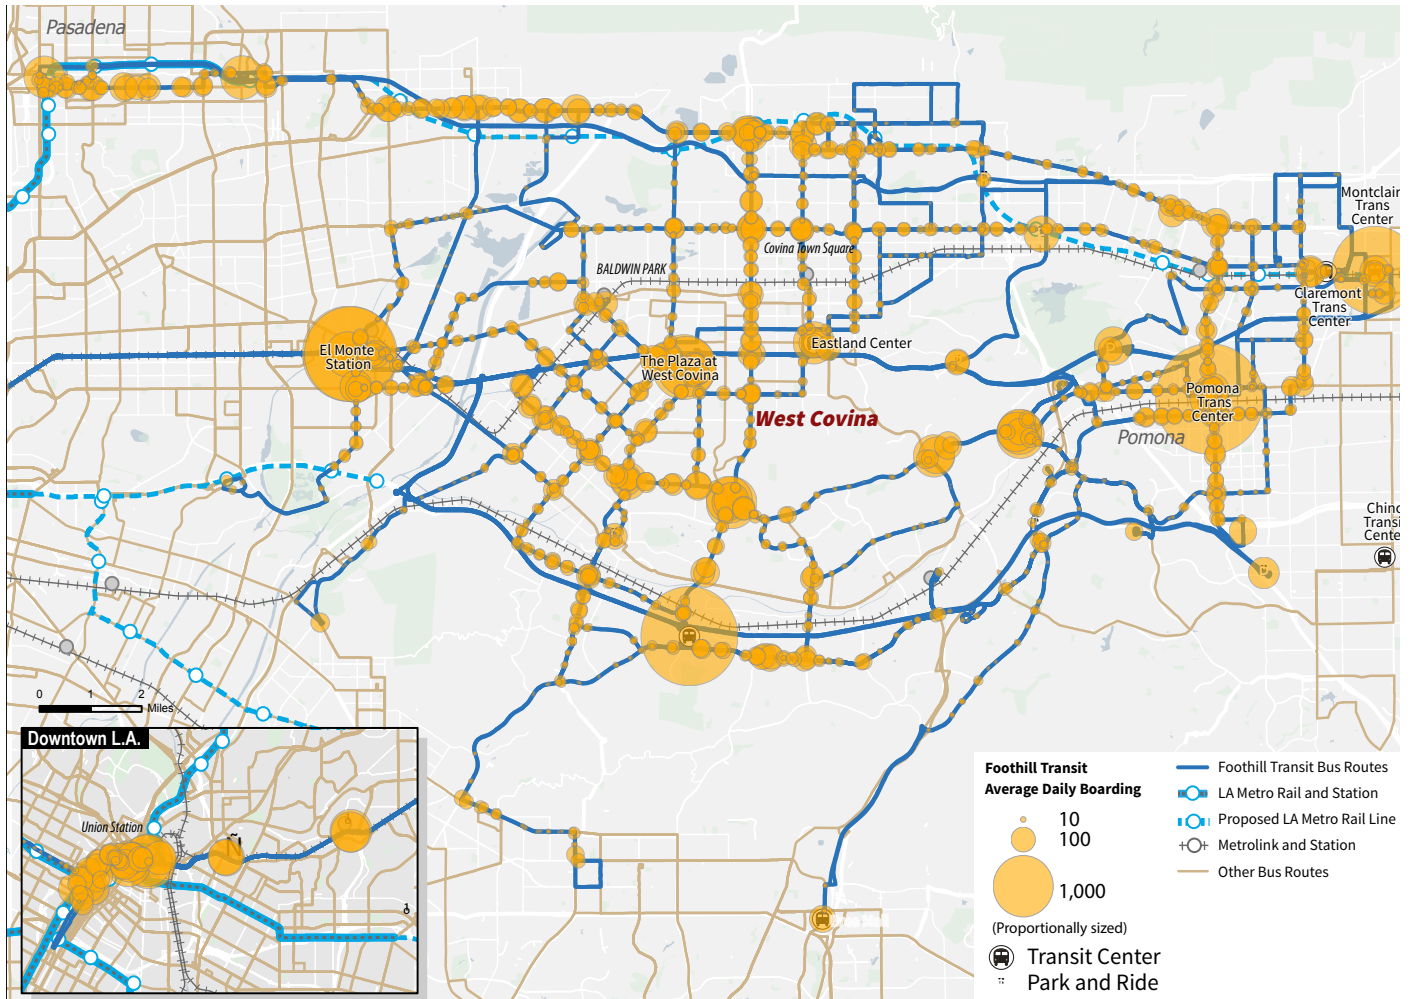 Pasadena
Montclair
Trans
Center
Covina Town Square
BALDWIN PARK
Claremont
Trans
Center
El Monte
Station
Eastland Center
The Plaza at
West Covina
Pomona
Trans
Center
West Covina
Pomona
Chino
Transi
Cente
0 1 2
Miles
Downtown L.A.
Union Station
Ñ
Foothill Transit
Average Daily Boarding
10
100
1,000
(Proportionally sized)
Transit Center
Park and Ride
Foothill Transit Bus Routes
LA Metro Rail and Station
Proposed LA Metro Rail Line
Metrolink and Station
Other Bus Routes